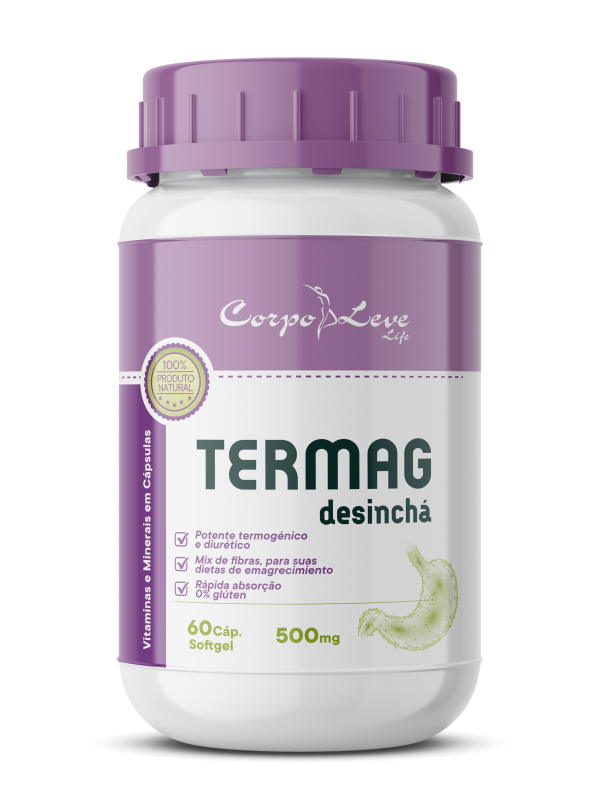 Corpo Leve
Life
100%
PRODUTO
NATURAL
Vitaminas e Minerais em Cápsulas
TERMAG
desinchá
Potente termogénico
e diurético
Mix de fibras, para suas
dietas de emagrecimento
Rápida absorção
0% glúten
60Cáp.
Softgel
500mg